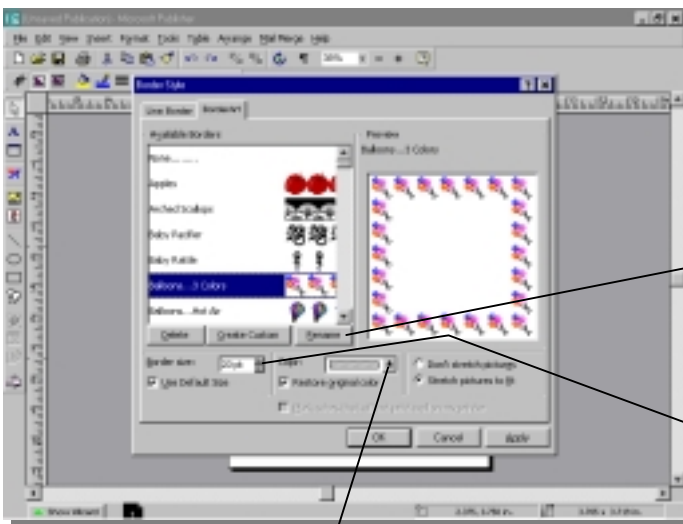 Unsaved Publication - Microsoft Publisher
File Edit View Insert Format Tools Table Arrange Mail Merge Help
Border Style
Line Border BorderArt
Available Borders
Preview
None
Balloons...3 Colors
Apples
Arched Scallops
Baby Pacifier
Baby Rattle
Balloons...3 Colors
Balloons...Hot Air
Delete Create Custom Rename
Border size: Color: Don't stretch pictures
Use Default Size Restore original color Stretch pictures to fit
OK Cancel Apply
Show Wizard